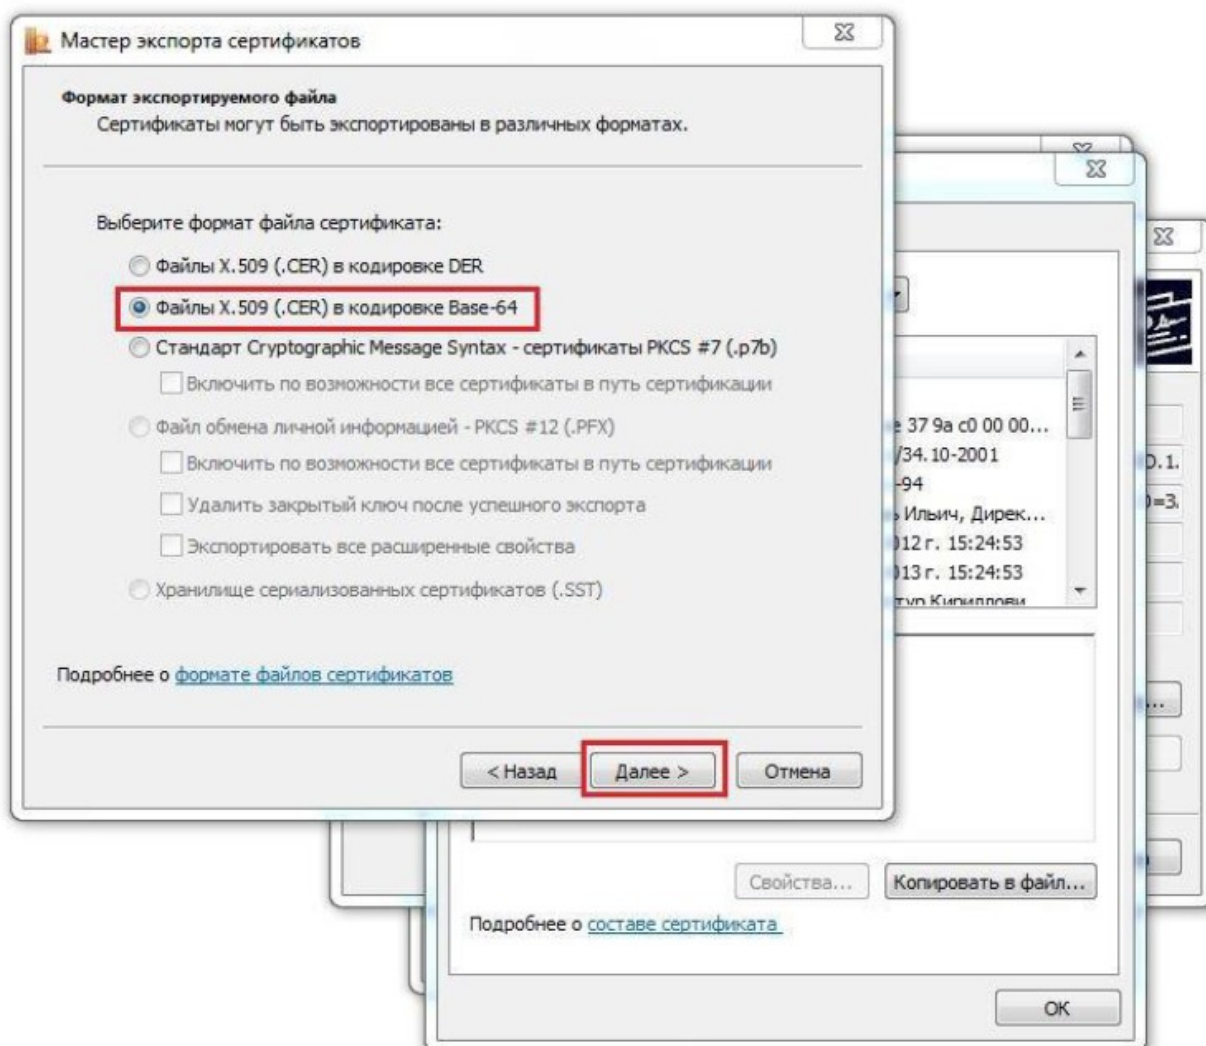 Мастер экспорта сертификатов
Формат экспортируемого файла
Сертификаты могут быть экспортированы в различных форматах.
Выберите формат файла сертификата:
Файлы X.509 (.CER) в кодировке DER
Файлы X.509 (.CER) в кодировке Base-64
Стандарт Cryptographic Message Syntax - сертификаты PKCS #7 (.p7b)
Включить по возможности все сертификаты в путь сертификации
Файл обмена личной информацией - PKCS #12 (.PFX)
Включить по возможности все сертификаты в путь сертификации
Удалить закрытый ключ после успешного экспорта
Экспортировать все расширенные свойства
Хранилище сериализованных сертификатов (.SST)
Подробнее о формате файлов сертификатов
< Назад
Далее >
Отмена
e 37 9a c0 00 00...
/34.10-2001
-94
Ильич, Дирек...
012 г. 15:24:53
013 г. 15:24:53
Свойства...
Копировать в файл...
Подробнее о составе сертификата
ОК